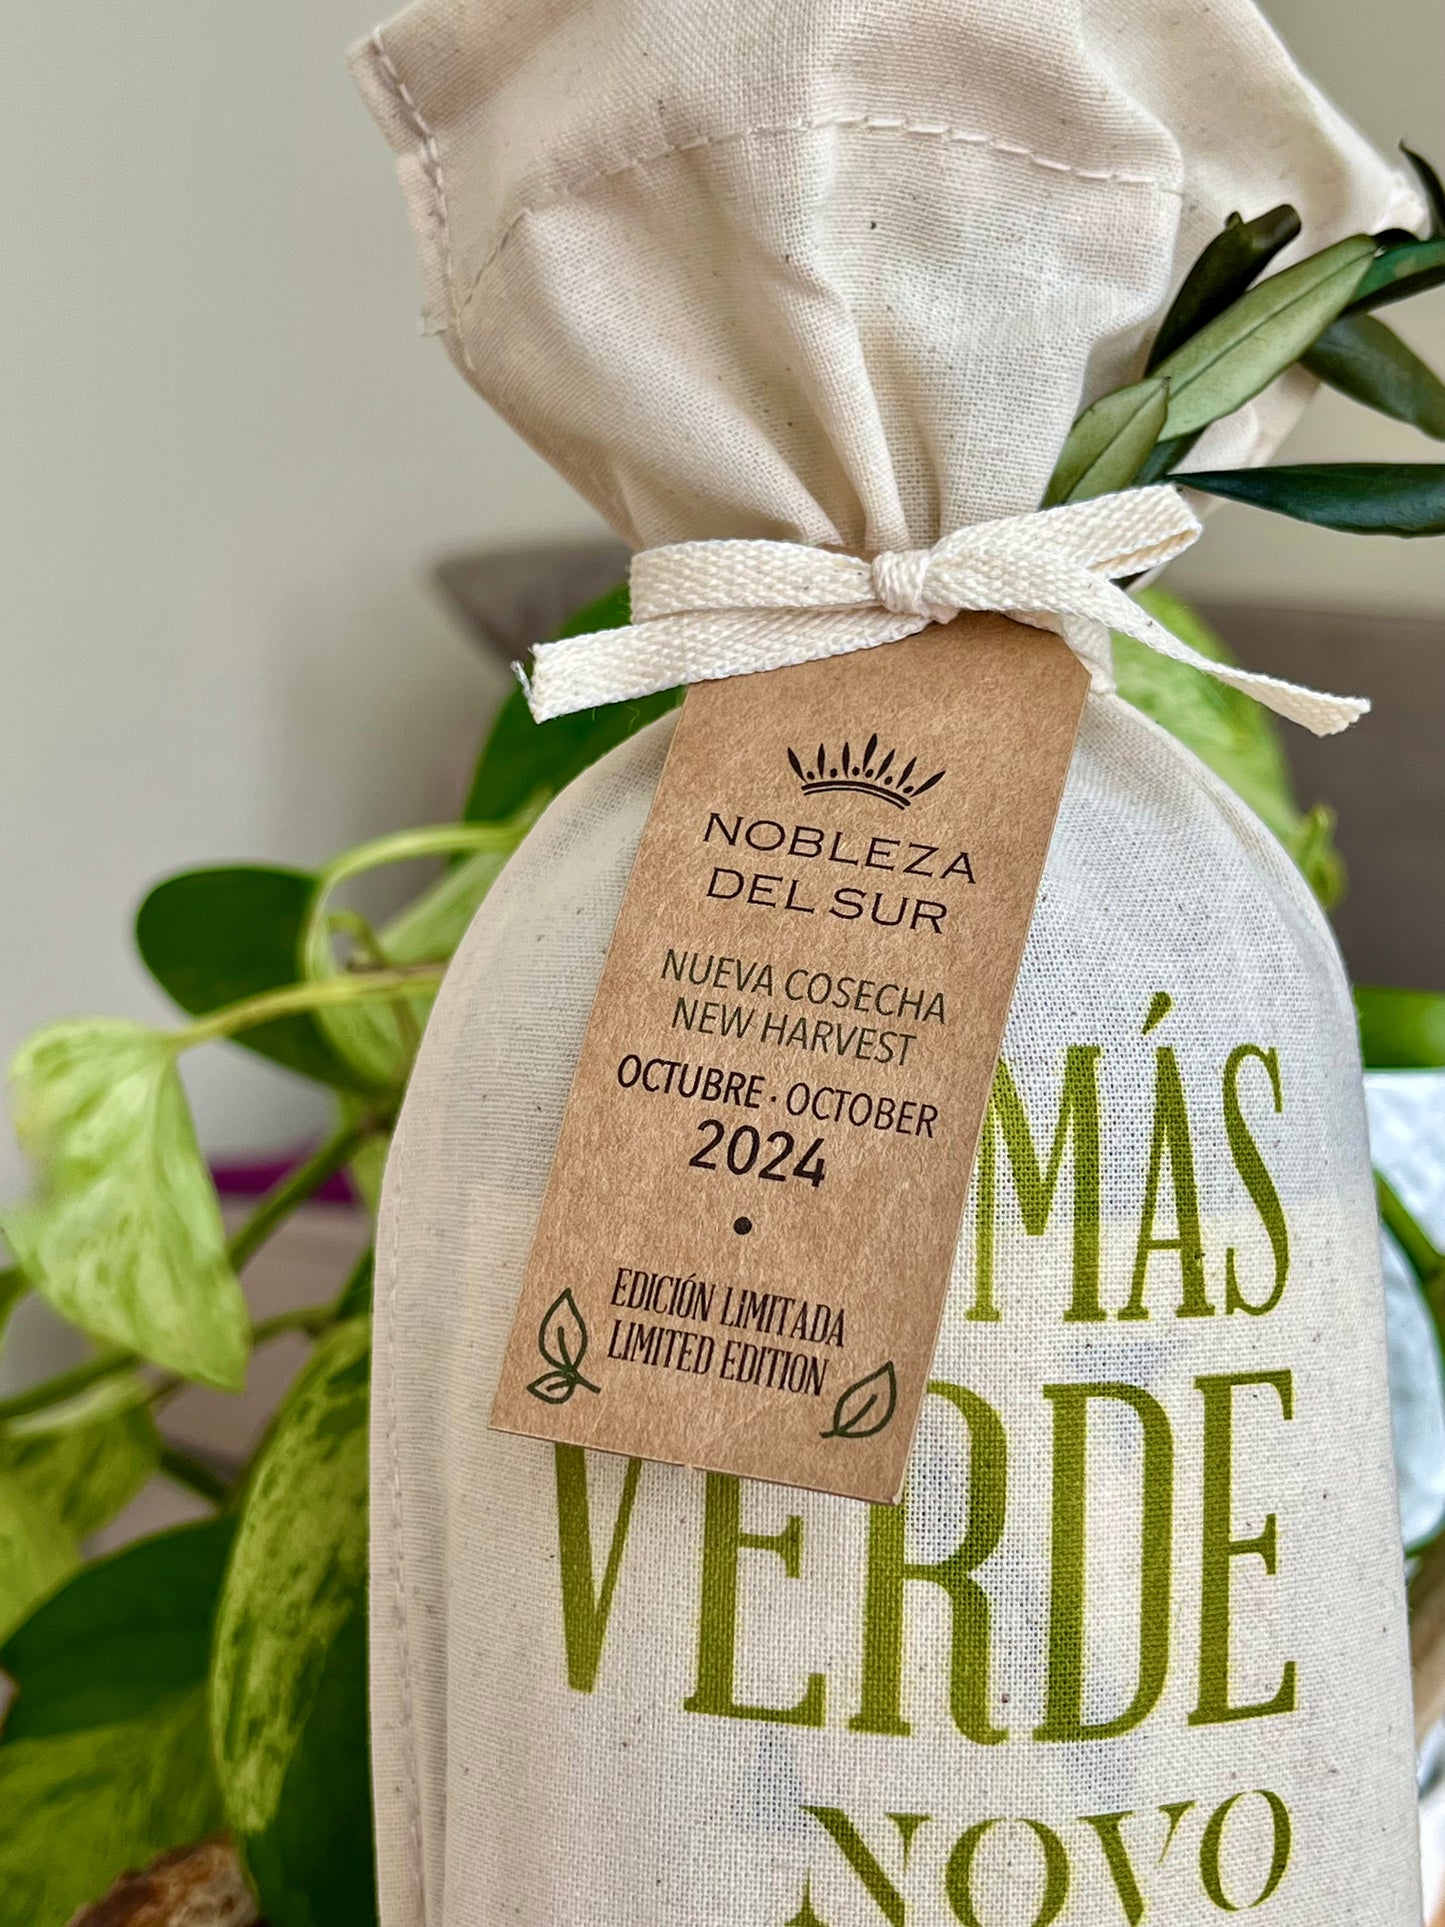 NOBLEZA
DEL SUR
NUEVA COSECHA
NEW HARVEST
OCTUBRE · OCTOBER
2024
•
EDICIÓN LIMITADA
LIMITED EDITION
MÁS
VERDE
NOVO